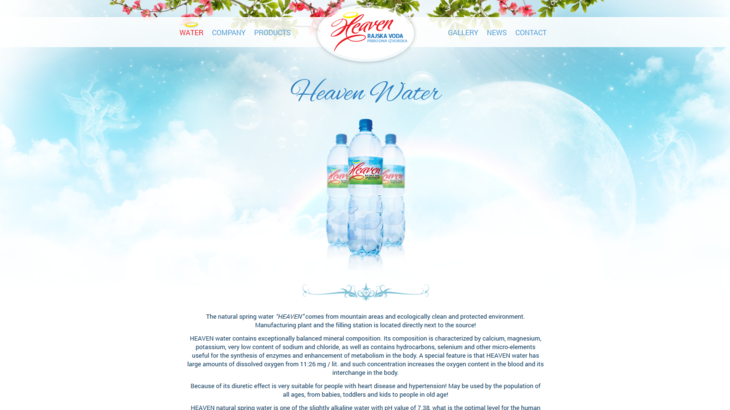 WATER COMPANY PRODUCTS
Heaven
RAJSKA VODA
PRIRODNA IZVORSKA
GALLERY NEWS CONTACT
Heaven Water
Heaven Heaven Heaven
The natural spring water "HEAVEN" comes from mountain areas and ecologically clean and protected environment.
Manufacturing plant and the filling station is located directly next to the source!
HEAVEN water contains exceptionally balanced mineral composition. Its composition is characterized by calcium, magnesium,
potassium, very low content of sodium and chloride, as well as contains hydrocarbons, selenium and other micro-elements
useful for the synthesis of enzymes and enhancement of metabolism in the body. A special feature is that HEAVEN water has
large amounts of dissolved oxygen from 11:26 mg / lit. and such concentration increases the oxygen content in the blood and its
interchange in the body.
Because of its diuretic effect is very suitable for people with heart disease and hypertension! May be used by the population of
all ages, from babies, toddlers and kids to people in old age!
HEAVEN natural spring water is one of the slightly alkaline water with pH value of 7.38, what is the optimal level for the human